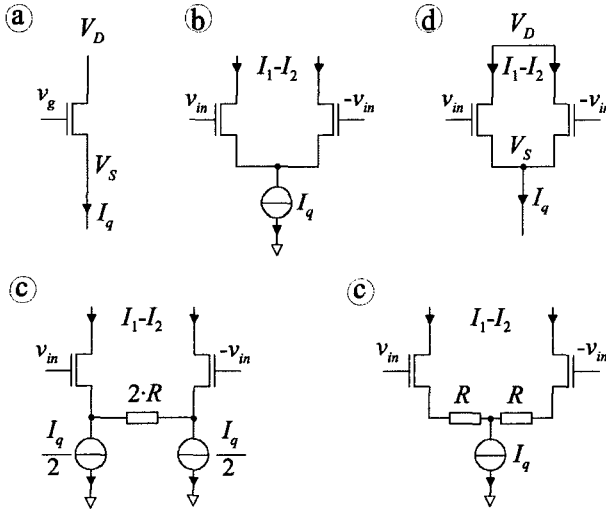 a
V_D
v_g
V_S
I_q
b
I_1-I_2
v_in
-v_in
I_q
d
V_D
I_1-I_2
v_in
-v_in
V_S
I_q
c
I_1-I_2
v_in
-v_in
2·R
I_q/2
I_q/2
c
I_1-I_2
v_in
-v_in
R
R
I_q